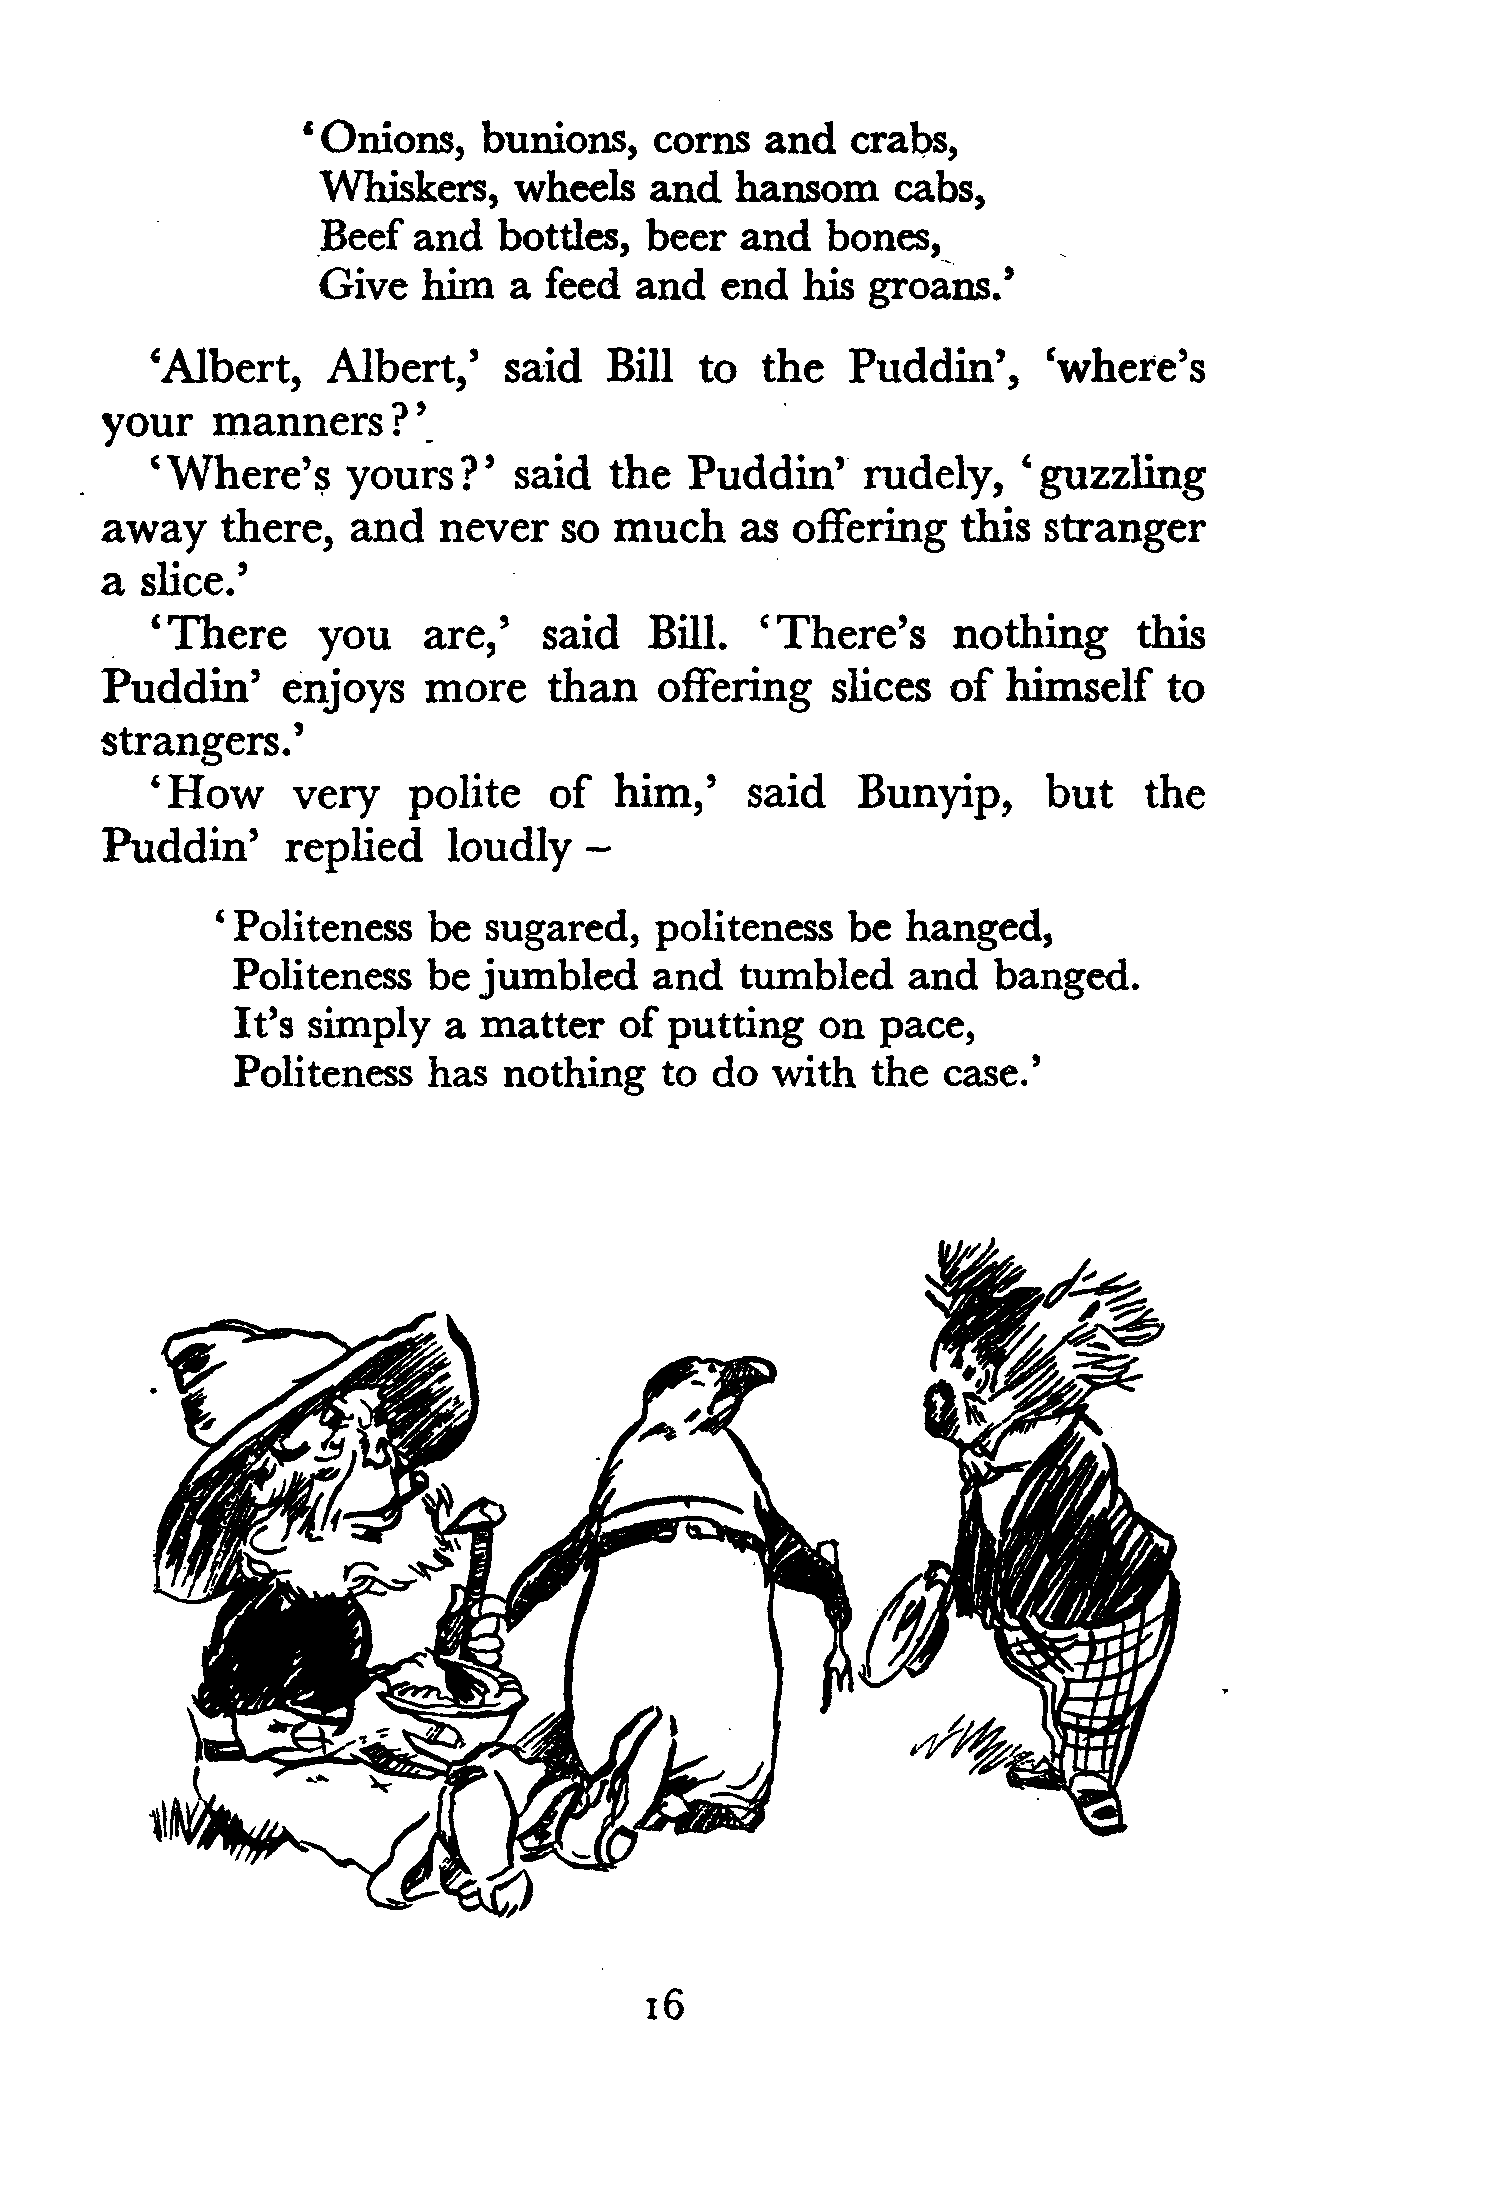 ‘Onions, bunions, corns and crabs,
Whiskers, wheels and hansom cabs,
Beef and bottles, beer and bones,
Give him a feed and end his groans.’
‘Albert, Albert,’ said Bill to the Puddin’, ‘where’s
your manners?’
‘Where’s yours?’ said the Puddin’ rudely, ‘guzzling
away there, and never so much as offering this stranger
a slice.’
‘There you are,’ said Bill. ‘There’s nothing this
Puddin’ enjoys more than offering slices of himself to
strangers.’
‘How very polite of him,’ said Bunyip, but the
Puddin’ replied loudly –
‘Politeness be sugared, politeness be hanged,
Politeness be jumbled and tumbled and banged.
It’s simply a matter of putting on pace,
Politeness has nothing to do with the case.’
16